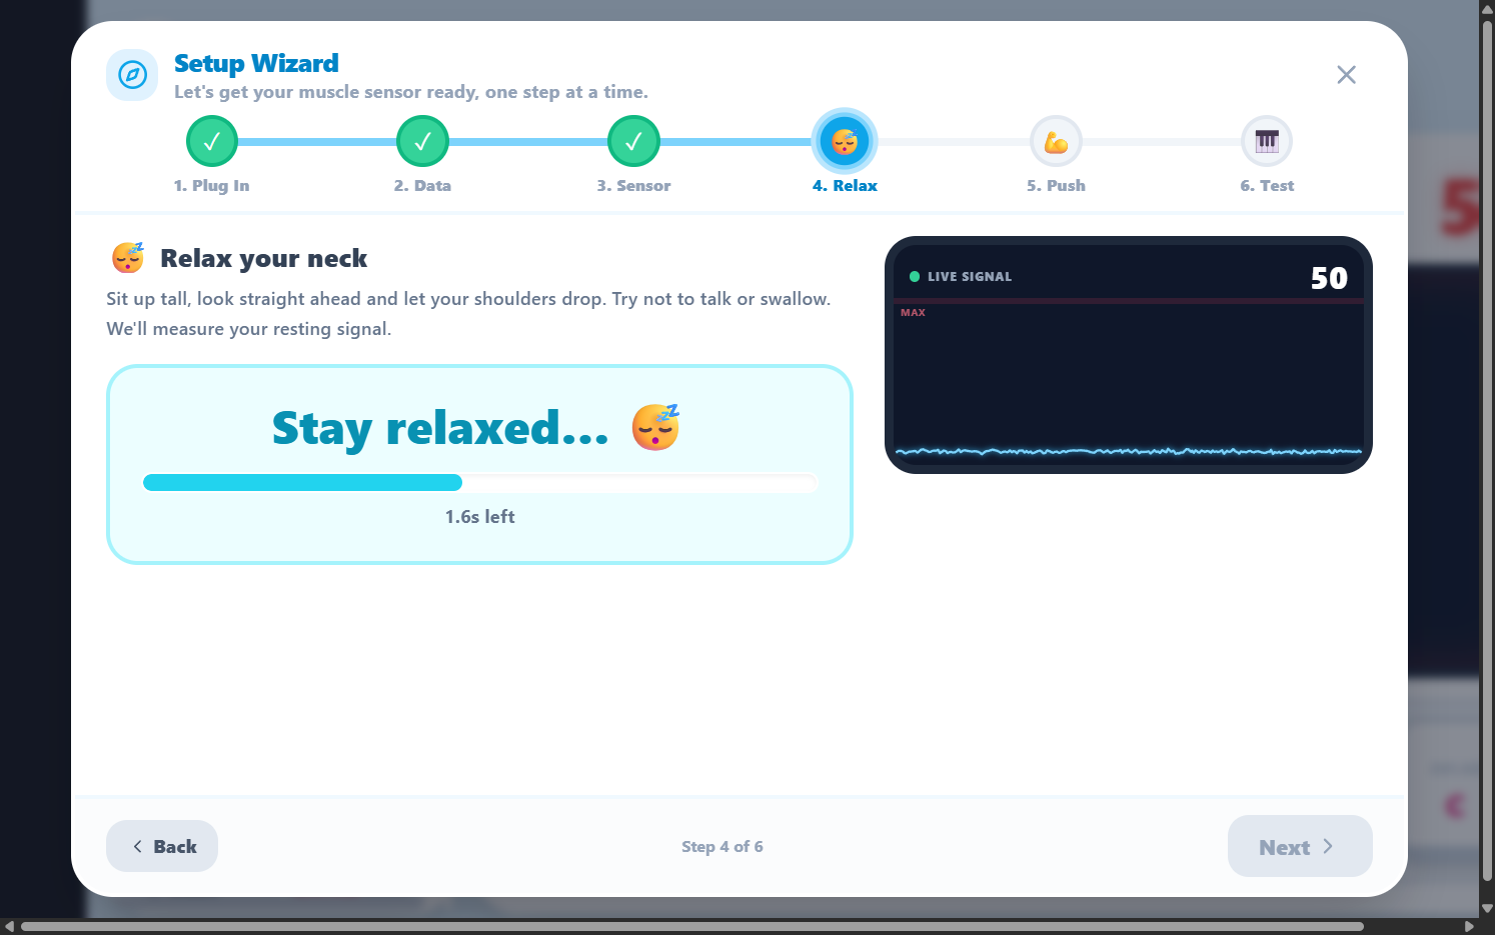 Setup Wizard
Let's get your muscle sensor ready, one step at a time.
1. Plug In
2. Data
3. Sensor
4. Relax
5. Push
6. Test
Relax your neck
Sit up tall, look straight ahead and let your shoulders drop. Try not to talk or swallow.
We'll measure your resting signal.
Stay relaxed...
1.6s left
LIVE SIGNAL
50
MAX
Back
Step 4 of 6
Next
5
C